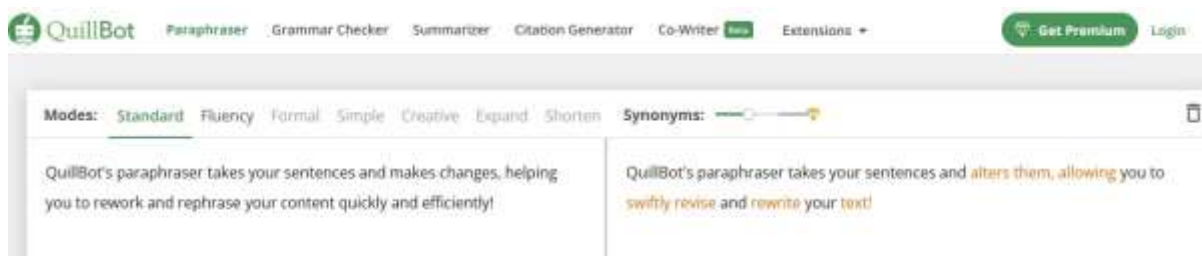 QuillBot Paraphraser Grammar Checker Summarizer Citation Generator Co-Writer Beta Extensions Get Premium Login
Modes: Standard Fluency Formal Simple Creative Expand Shorten Synonyms:
QuillBot's paraphraser takes your sentences and makes changes, helping
you to rework and rephrase your content quickly and efficiently!
QuillBot's paraphraser takes your sentences and alters them, allowing you to
swiftly revise and rewrite your text!